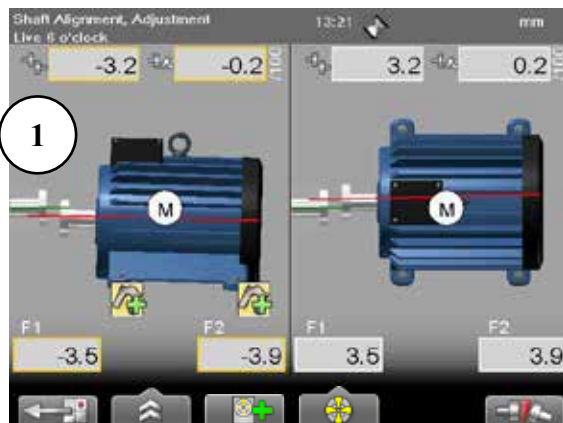 Shaft Alignment, Adjustment 13:21 mm
Live 6 o'clock
-3.2 -0.2 /100 3.2 0.2 /100
1
M M
F1 F2 F1 F2
-3.5 -3.9 3.5 3.9